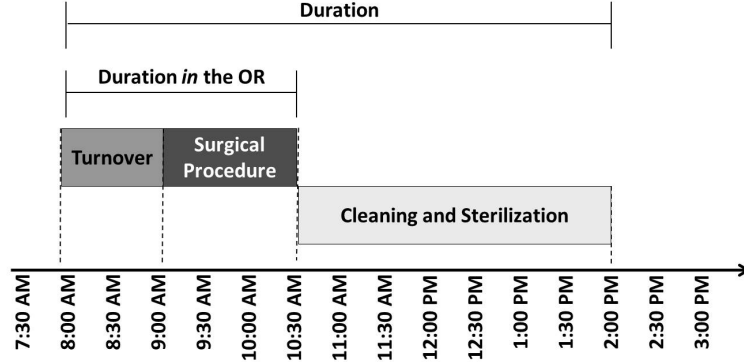 Duration
Duration in the OR
Turnover
Surgical
Procedure
Cleaning and Sterilization
7:30 AM
8:00 AM
8:30 AM
9:00 AM
9:30 AM
10:00 AM
10:30 AM
11:00 AM
11:30 AM
12:00 PM
12:30 PM
1:00 PM
1:30 PM
2:00 PM
2:30 PM
3:00 PM